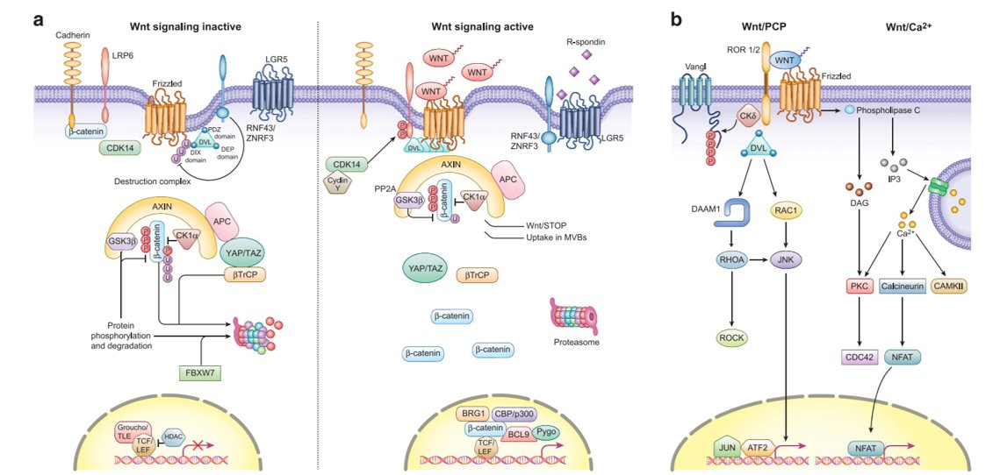 a
Wnt signaling inactive
Cadherin
LRP6
Frizzled
LGR5
β-catenin
CDK14
PDZ
domain
DVL
DIX
domain
DEP
domain
U
U
U
RNF43/
ZNRF3
Destruction complex
AXIN
APC
GSK3β
P
P
P
β-catenin
CK1α
P
U
U
U
YAP/TAZ
βTrCP
Protein
phosphorylation
and degradation
FBXW7
Groucho/
TLE
HDAC
TCF/
LEF
Wnt signaling active
WNT
WNT
WNT
R-spondin
P
P
DVL
RNF43/
ZNRF3
LGR5
CDK14
Cyclin
Y
AXIN
APC
PP2A
GSK3β
P
P
P
β-catenin
CK1α
U
Wnt/STOP
Uptake in MVBs
YAP/TAZ
βTrCP
β-catenin
β-catenin
β-catenin
Proteasome
BRG1
CBP/p300
β-catenin
BCL9
Pygo
TCF/
LEF
b
Wnt/PCP
Wnt/Ca²⁺
ROR 1/2
WNT
Vangl
Frizzled
CKδ
Phospholipase C
P
P
P
P
DVL
IP3
DAG
DAAM1
RAC1
Ca²⁺
RHOA
JNK
PKC
Calcineurin
CAMKII
ROCK
CDC42
NFAT
JUN
ATF2
NFAT